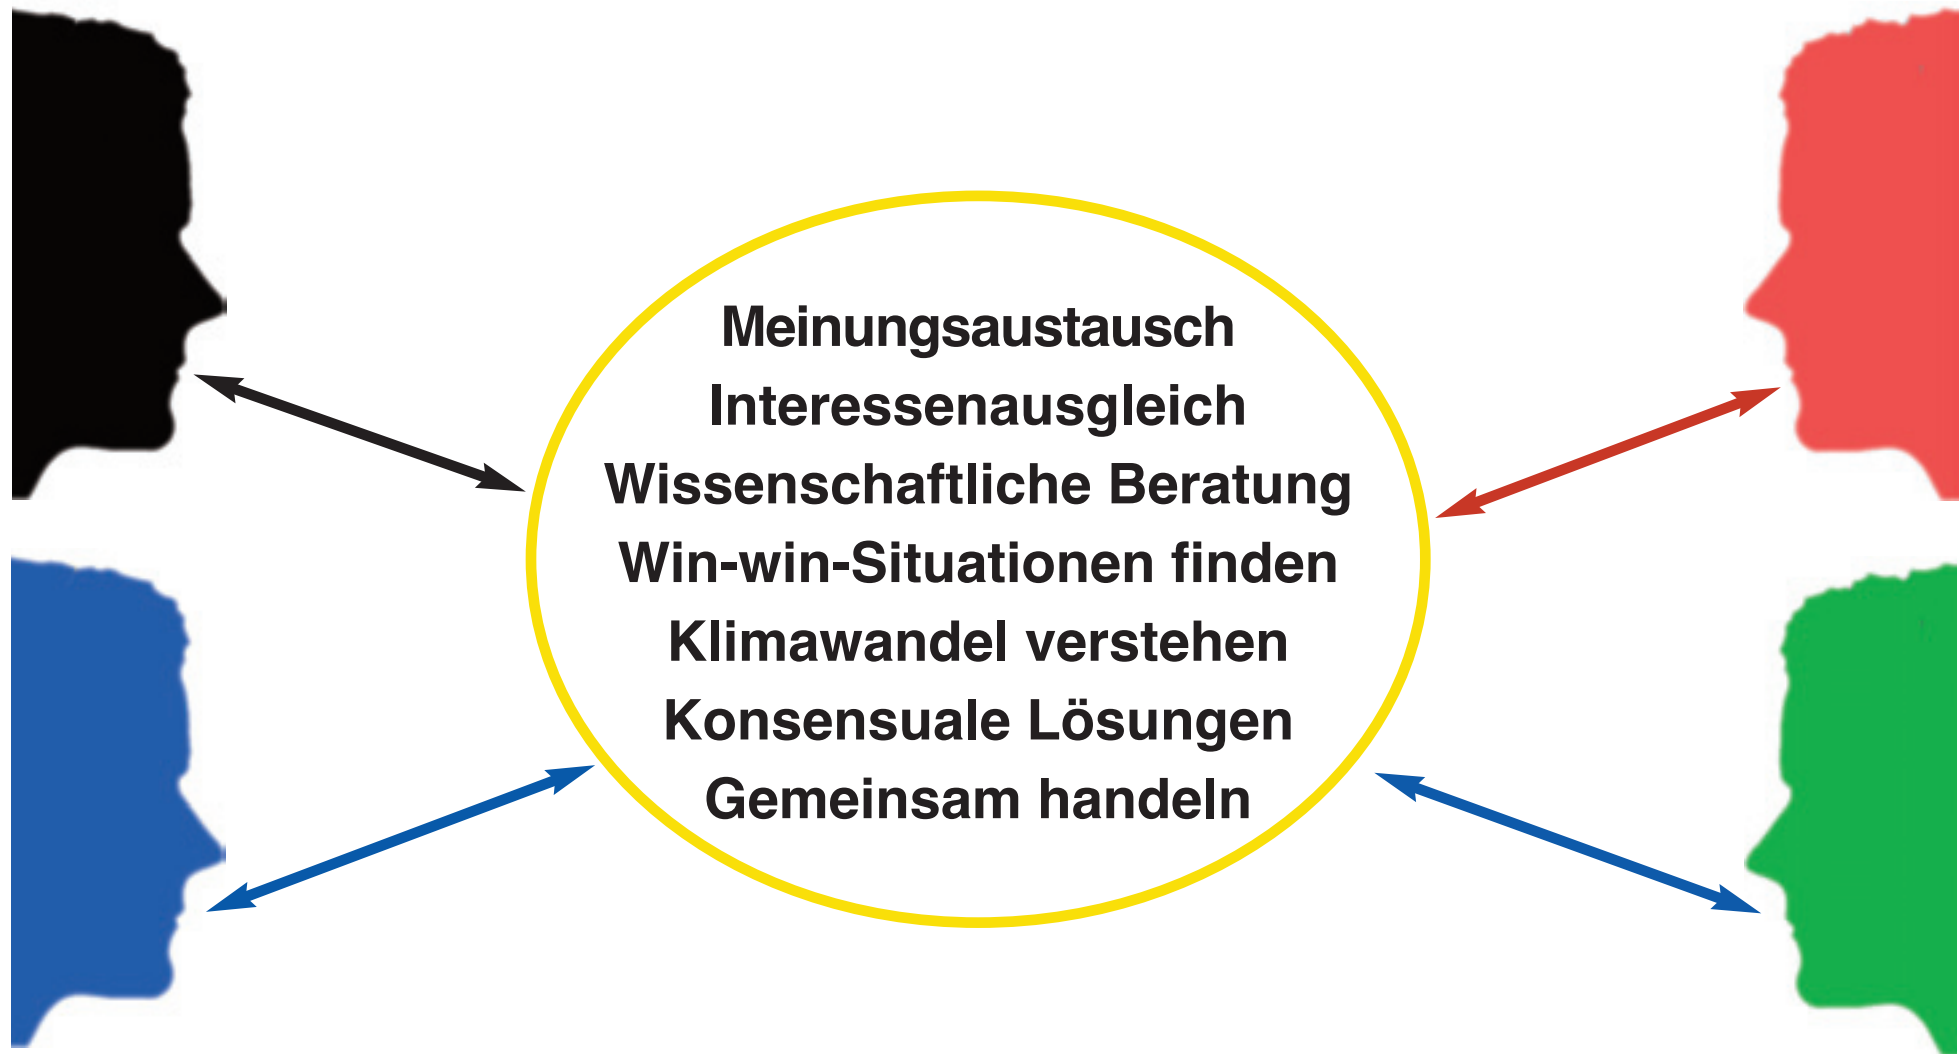 Meinungsaustausch
Interessenausgleich
Wissenschaftliche Beratung
Win-win-Situationen finden
Klimawandel verstehen
Konsensuale Lösungen
Gemeinsam handeln